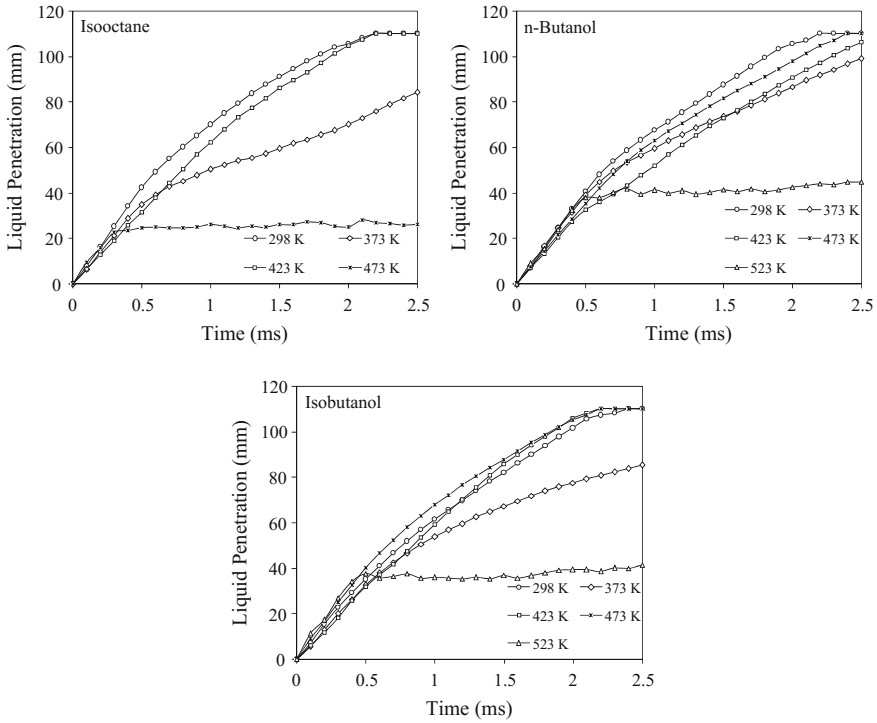 Isooctane
Liquid Penetration (mm)
120
100
80
60
40
20
0
298 K 373 K
423 K 473 K
0 0.5 1 1.5 2 2.5
Time (ms)
n-Butanol
Liquid Penetration (mm)
120
100
80
60
40
20
0
298 K 373 K
423 K 473 K
523 K
0 0.5 1 1.5 2 2.5
Time (ms)
Isobutanol
Liquid Penetration (mm)
120
100
80
60
40
20
0
298 K 373 K
423 K 473 K
523 K
0 0.5 1 1.5 2 2.5
Time (ms)